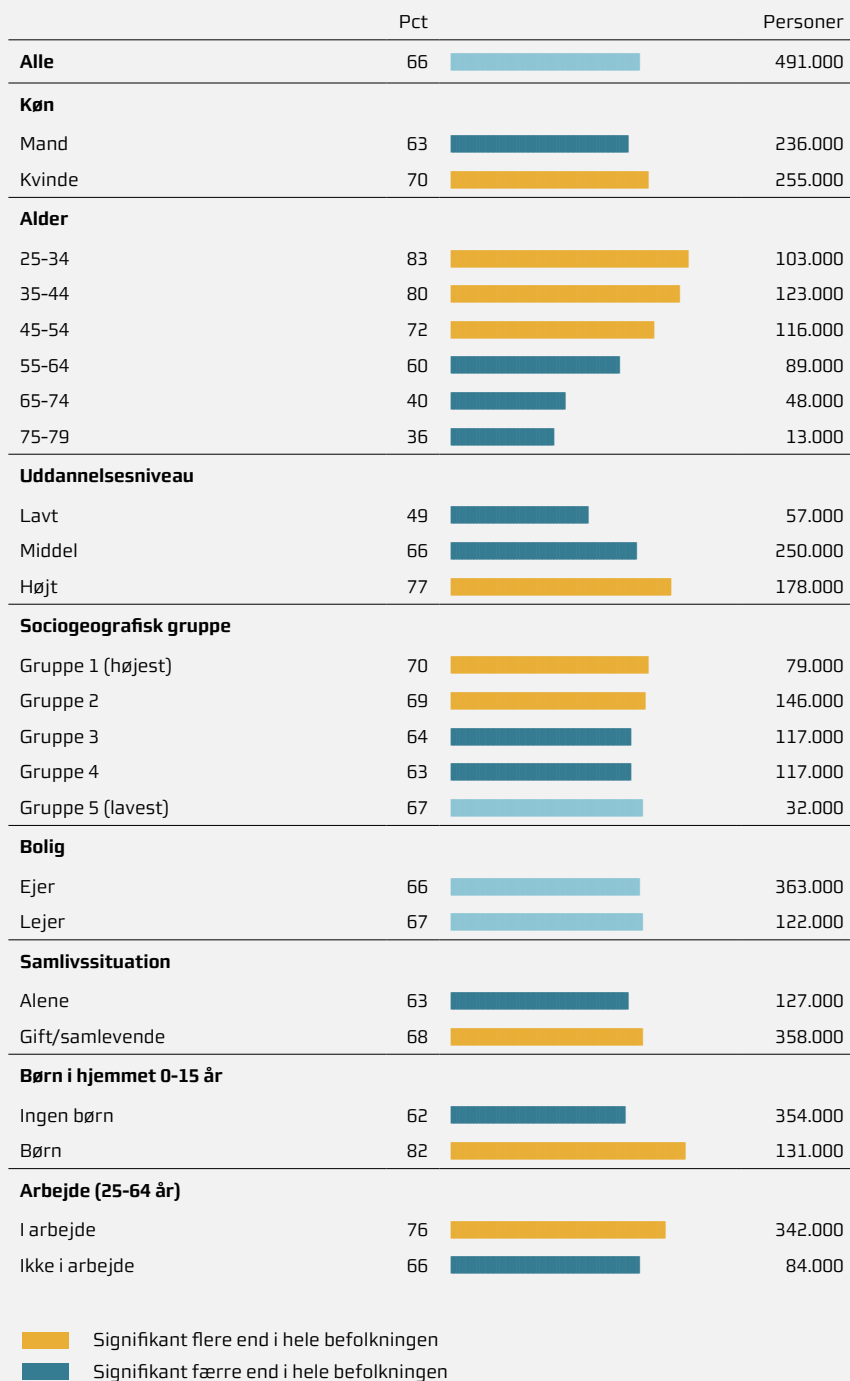 Pct Personer
Alle 66 491.000
Køn
Mand 63 236.000
Kvinde 70 255.000
Alder
25-34 83 103.000
35-44 80 123.000
45-54 72 116.000
55-64 60 89.000
65-74 40 48.000
75-79 36 13.000
Uddannelsesniveau
Lavt 49 57.000
Middel 66 250.000
Højt 77 178.000
Sociogeografisk gruppe
Gruppe 1 (højest) 70 79.000
Gruppe 2 69 146.000
Gruppe 3 64 117.000
Gruppe 4 63 117.000
Gruppe 5 (lavest) 67 32.000
Bolig
Ejer 66 363.000
Lejer 67 122.000
Samlivssituation
Alene 63 127.000
Gift/samlevende 68 358.000
Børn i hjemmet 0-15 år
Ingen børn 62 354.000
Børn 82 131.000
Arbejde (25-64 år)
I arbejde 76 342.000
Ikke i arbejde 66 84.000
Signifikant flere end i hele befolkningen
Signifikant færre end i hele befolkningen